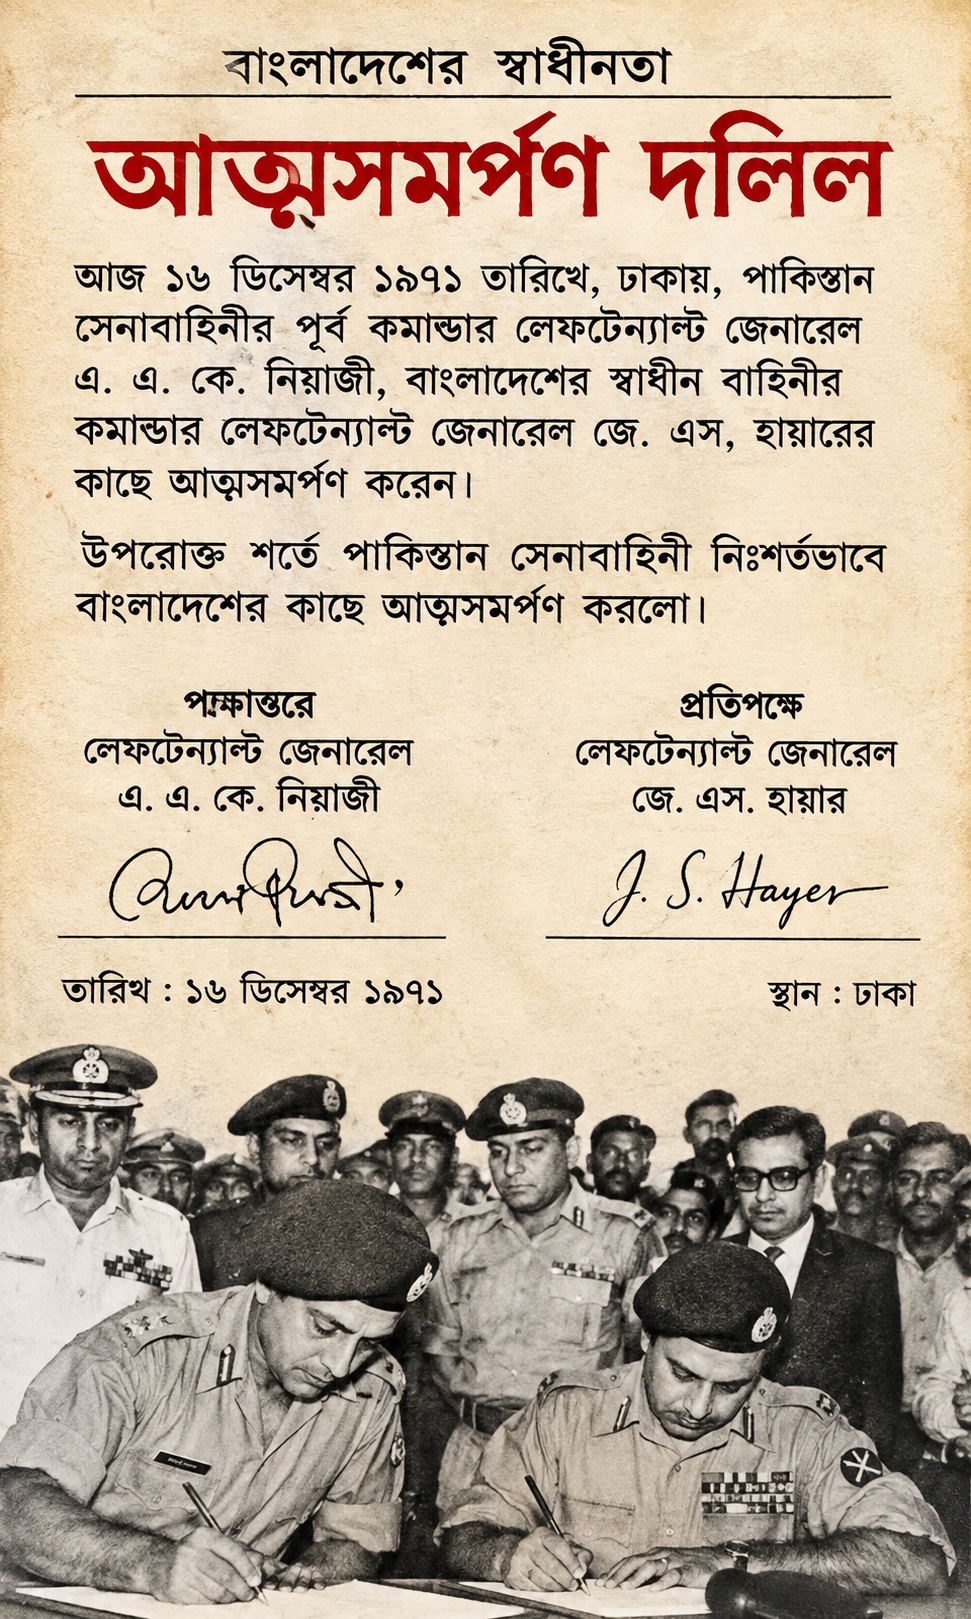 বাংলাদেশের স্বাধীনতা
আত্মসমর্পণ দলিল
আজ ১৬ ডিসেম্বর ১৯৭১ তারিখে, ঢাকায়, পাকিস্তান
সেনাবাহিনীর পূর্ব কমান্ডার লেফটেন্যাল্ট জেনারেল
এ. এ. কে. নিয়াজী, বাংলাদেশের স্বাধীন বাহিনীর
কমান্ডার লেফটেন্যাল্ট জেনারেল জে. এস, হায়ারের
কাছে আত্মসমর্পণ করেন।
উপরোক্ত শর্তে পাকিস্তান সেনাবাহিনী নিঃশর্তভাবে
বাংলাদেশের কাছে আত্মসমর্পণ করলো।
লেফটেন্যাল্ট জেনারেল
এ. এ. কে. নিয়াজী
প্রতিপক্ষে
লেফটেন্যাল্ট জেনারেল
জে. এস. হায়ার
J. S. Hayer
তারিখ : ১৬ ডিসেম্বর ১৯৭১
স্থান : ঢাকা